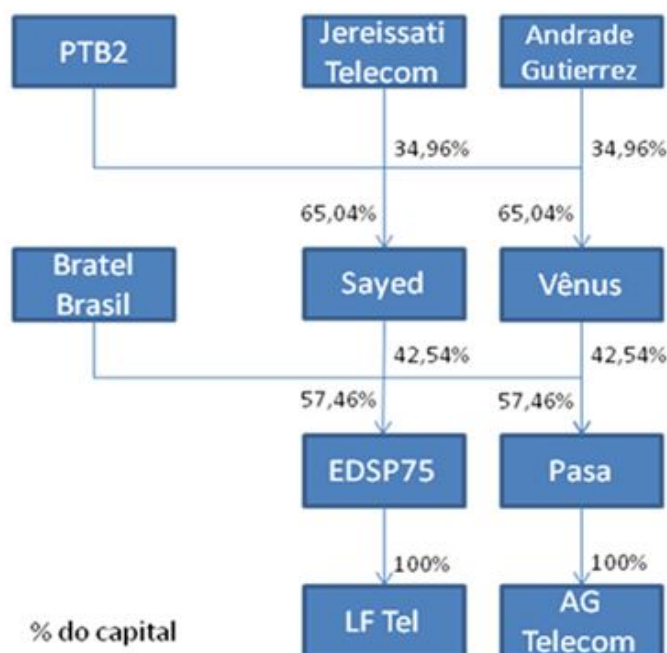 PTB2
Jereissati
Telecom
Andrade
Gutierrez
34,96%
34,96%
65,04%
65,04%
Bratel
Brasil
Sayed
Vênus
42,54%
42,54%
57,46%
57,46%
EDSP75
Pasa
100%
100%
% do capital
LF Tel
AG
Telecom